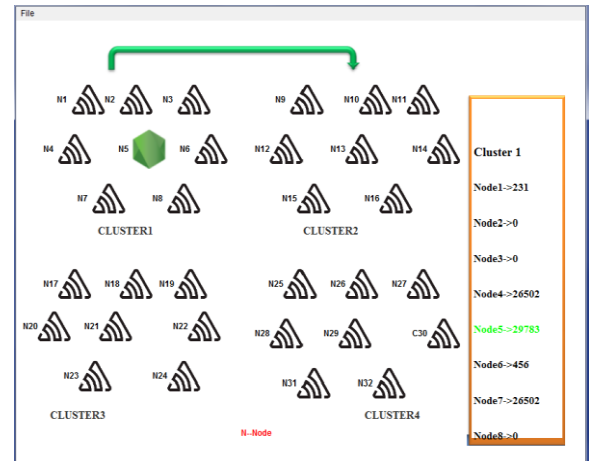 File
N1 N2 N3 N9 N10 N11
N4 N5 N6 N12 N13 N14
N7 N8 N15 N16
CLUSTER1 CLUSTER2
N17 N18 N19 N25 N26 N27
N20 N21 N22 N28 N29 C30
N23 N24 N31 N32
CLUSTER3 CLUSTER4
N--Node
Cluster 1
Node1->231
Node2->0
Node3->0
Node4->26502
Node5->29783
Node6->456
Node7->26502
Node8->0